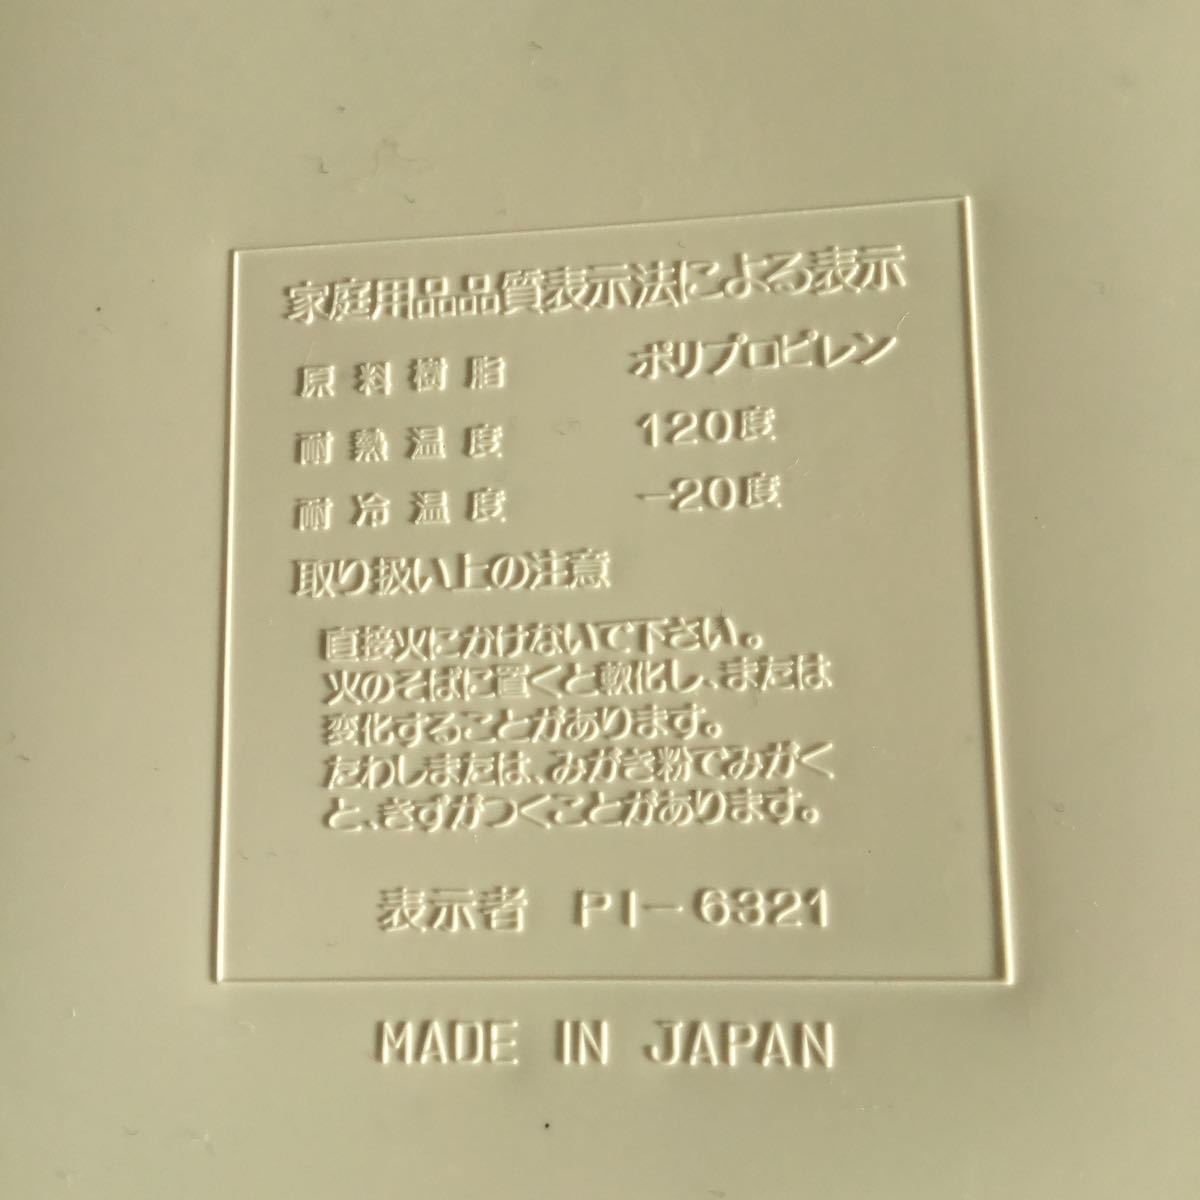 家庭用品品質表示法による表示
原料樹脂 ポリプロピレン
耐熱温度 120度
耐冷温度 -20度
取り扱い上の注意
直接火にかけないで下さい。
火のそばに置くと軟化し、または
変化することがあります。
たわしまたは、みがき粉でみがく
と、きずがつくことがあります。
表示者 PI-6321
MADE IN JAPAN